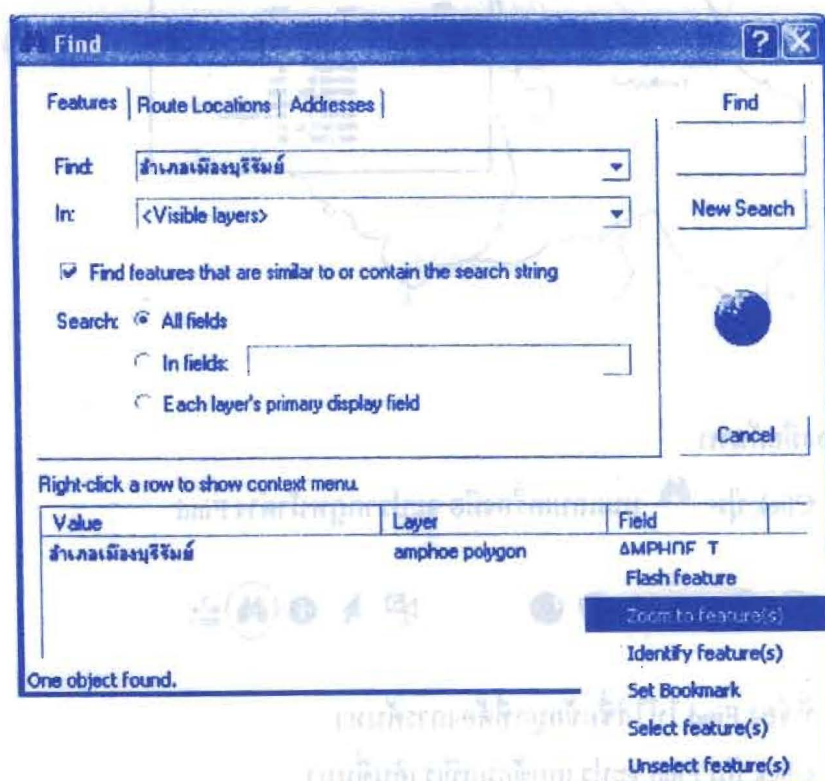 Find
Features Route Locations Addresses
Find
Find: อำเภอเมืองบุรีรัมย์
In: <Visible layers>
New Search
Find features that are similar to or contain the search string
Search: All fields
In fields:
Each layer's primary display field
Cancel
Right-click a row to show context menu.
Value Layer Field
อำเภอเมืองบุรีรัมย์ amphoe polygon AMPHOE_T
Flash feature
Zoom to feature(s)
Identify feature(s)
Set Bookmark
Select feature(s)
Unselect feature(s)
One object found.